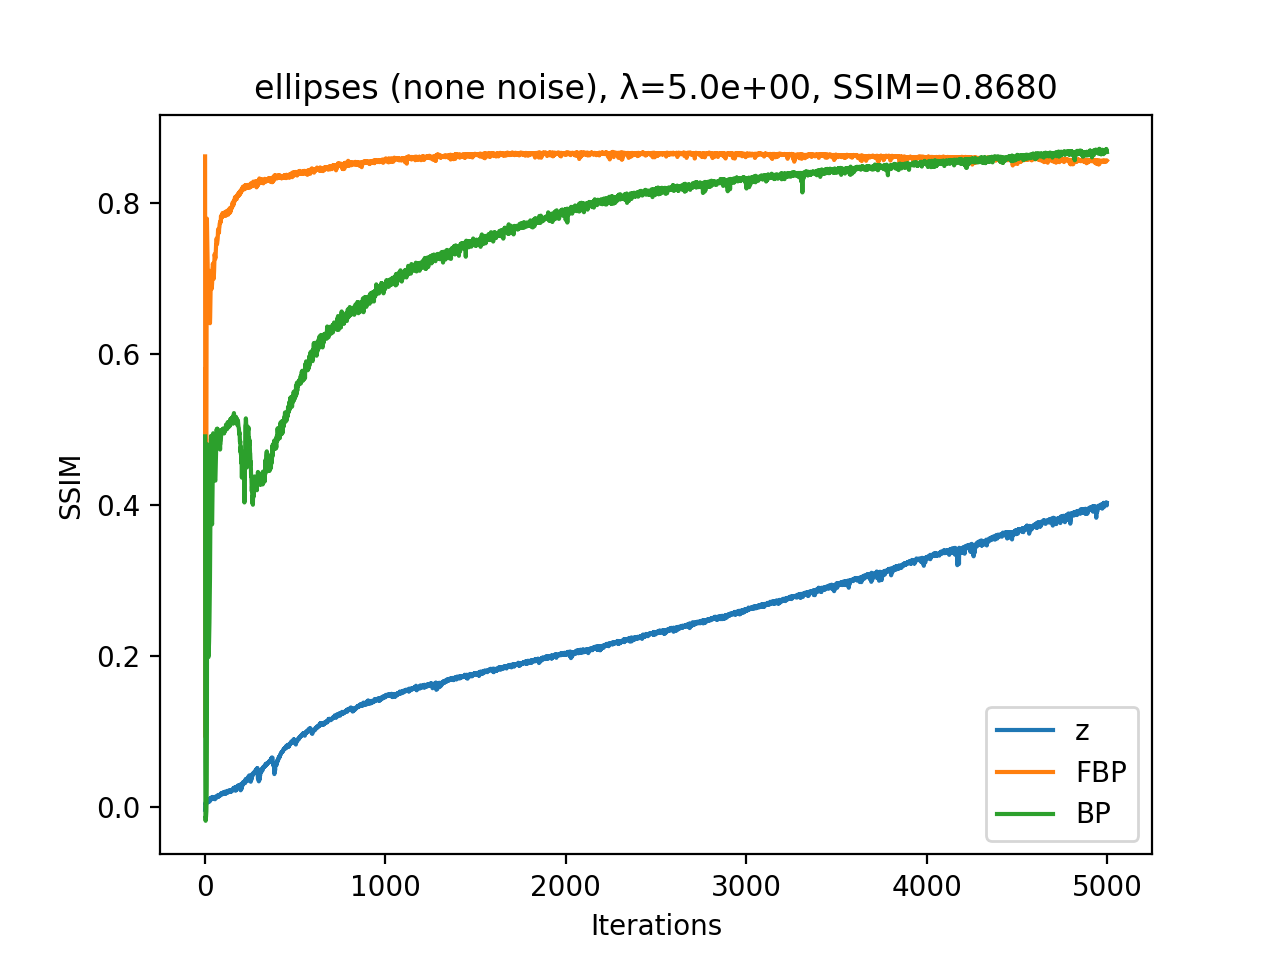 ellipses (none noise), λ=5.0e+00, SSIM=0.8680
SSIM
0.8
0.6
0.4
0.2
0.0
z
FBP
BP
0 1000 2000 3000 4000 5000
Iterations